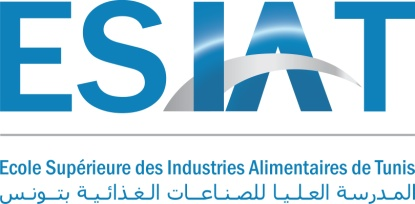 ESIAT
Ecole Supérieure des Industries Alimentaires de Tunis
المدرسة العليا للصناعات الغذائية بتونس